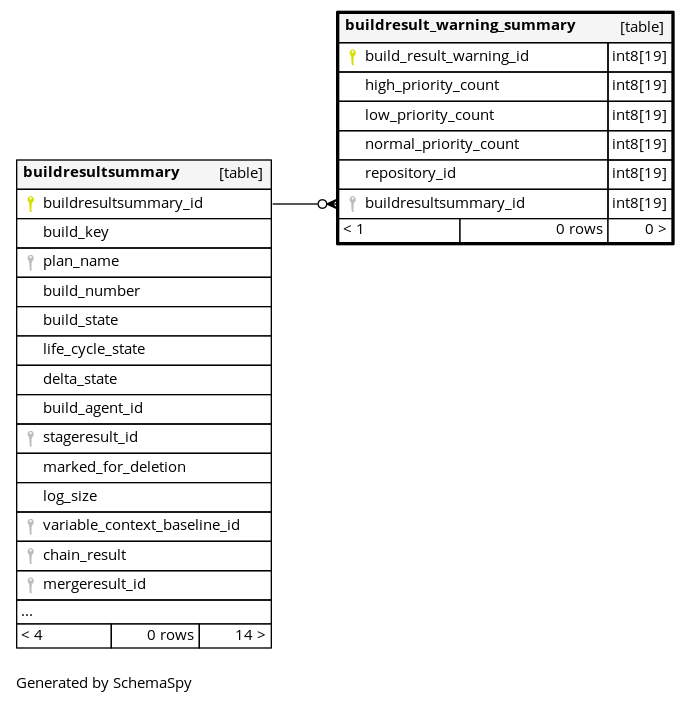 buildresult_warning_summary [table]
build_result_warning_id int8[19]
high_priority_count int8[19]
low_priority_count int8[19]
normal_priority_count int8[19]
repository_id int8[19]
buildresultsummary_id int8[19]
< 1 0 rows 0 >
buildresultsummary [table]
buildresultsummary_id
build_key
plan_name
build_number
build_state
life_cycle_state
delta_state
build_agent_id
stageresult_id
marked_for_deletion
log_size
variable_context_baseline_id
chain_result
mergeresult_id
...
< 4 0 rows 14 >
Generated by SchemaSpy